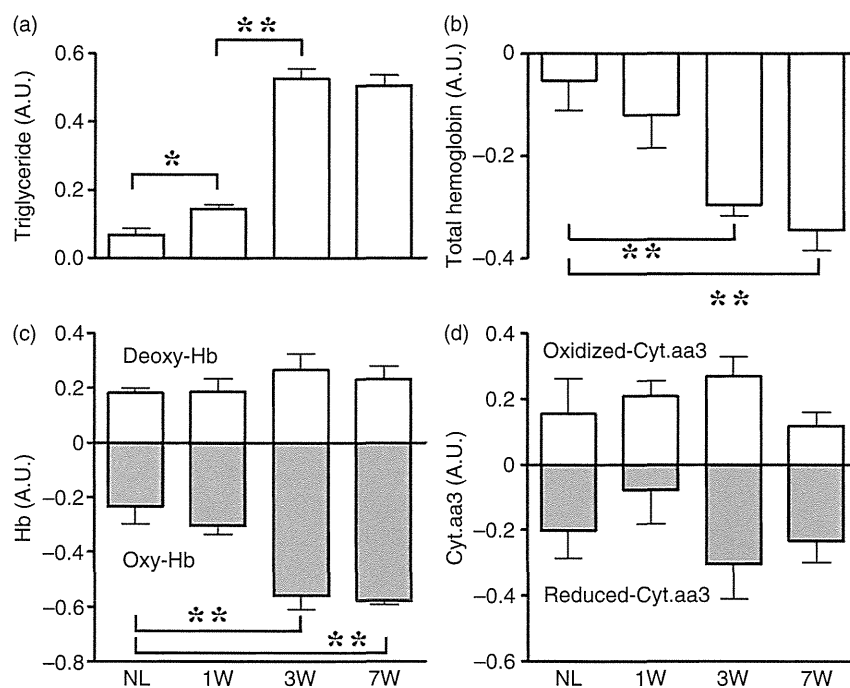 (a)
Triglyceride (A.U.)
0.6
0.4
0.2
0.0
*
**
(b)
Total hemoglobin (A.U.)
0
−0.2
−0.4
**
**
(c)
Hb (A.U.)
0.4
0.2
0
−0.2
−0.4
−0.6
−0.8
Deoxy-Hb
Oxy-Hb
**
**
NL 1W 3W 7W
(d)
Cyt.aa3 (A.U.)
0.4
0.2
0
−0.2
−0.4
−0.6
Oxidized-Cyt.aa3
Reduced-Cyt.aa3
NL 1W 3W 7W